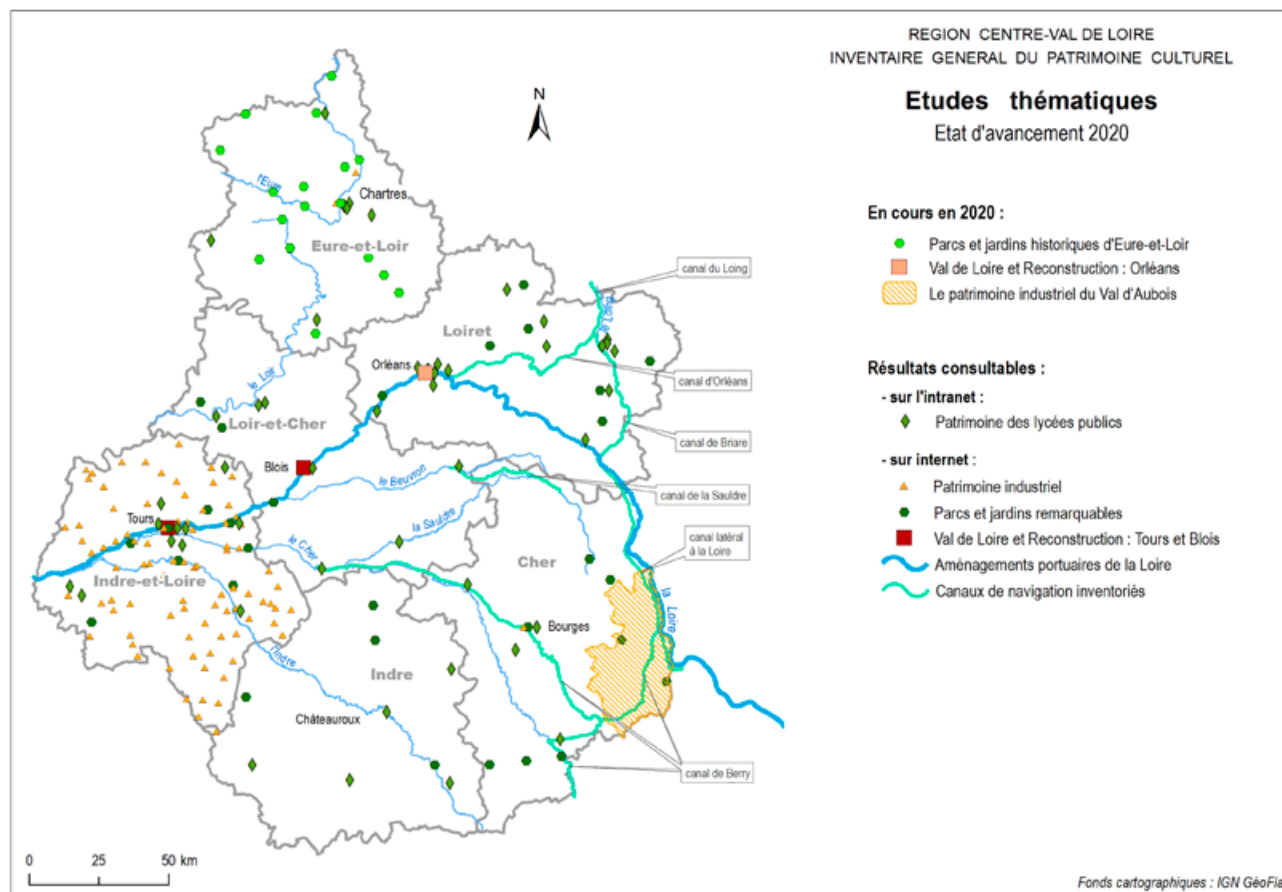 REGION CENTRE-VAL DE LOIRE
INVENTAIRE GENERAL DU PATRIMOINE CULTUREL
Etudes thématiques
Etat d'avancement 2020
N
En cours en 2020 :
Parcs et jardins historiques d'Eure-et-Loir
Val de Loire et Reconstruction : Orléans
Le patrimoine industriel du Val d'Aubois
Résultats consultables :
- sur l'intranet :
Patrimoine des lycées publics
- sur internet :
Patrimoine industriel
Parcs et jardins remarquables
Val de Loire et Reconstruction : Tours et Blois
Aménagements portuaires de la Loire
Canaux de navigation inventoriés
l'Eure
Chartres
Eure-et-Loir
canal du Loing
le Loing
Loiret
Orléans
canal d'Orléans
le Loir
Loir-et-Cher
canal de Briare
Blois
le Beuvron
canal de la Sauldre
Tours
la Sauldre
canal latéral
à la Loire
le Cher
Cher
Indre-et-Loire
la Loire
Bourges
l'Indre
Indre
Châteauroux
canal de Berry
0 25 50 km
Fonds cartographiques : IGN GéoFla